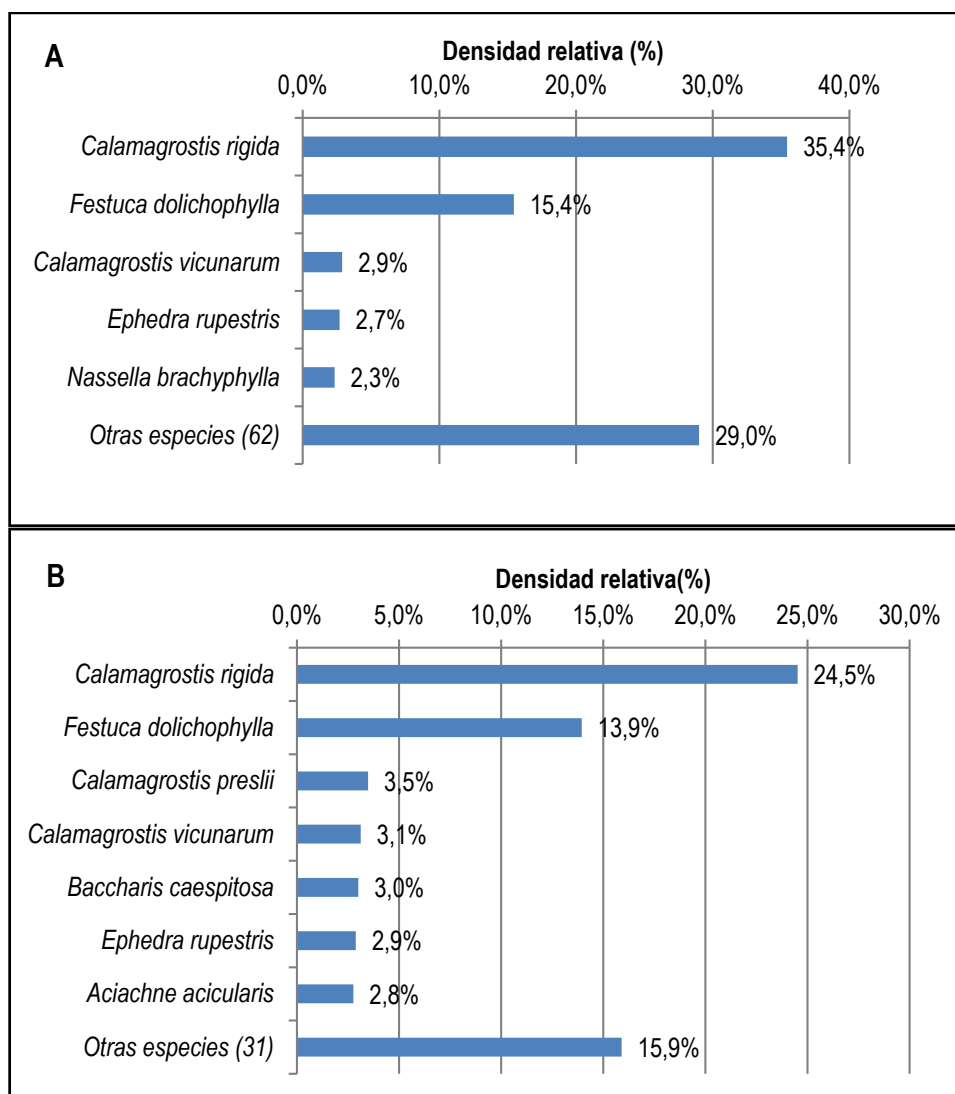 A
Densidad relativa (%)
0,0% 10,0% 20,0% 30,0% 40,0%
Calamagrostis rigida 35,4%
Festuca dolichophylla 15,4%
Calamagrostis vicunarum 2,9%
Ephedra rupestris 2,7%
Nassella brachyphylla 2,3%
Otras especies (62) 29,0%
B
Densidad relativa(%)
0,0% 5,0% 10,0% 15,0% 20,0% 25,0% 30,0%
Calamagrostis rigida 24,5%
Festuca dolichophylla 13,9%
Calamagrostis preslii 3,5%
Calamagrostis vicunarum 3,1%
Baccharis caespitosa 3,0%
Ephedra rupestris 2,9%
Aciachne acicularis 2,8%
Otras especies (31) 15,9%